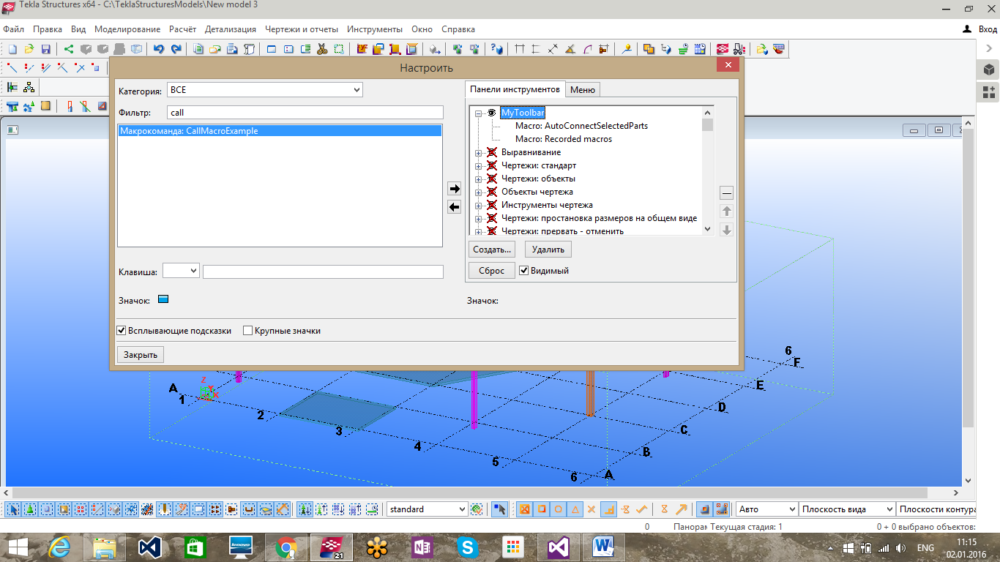 Tekla Structures x64 - C:\TeklaStructuresModels\New model 3
Файл Правка Вид Моделирование Расчёт Детализация Чертежи и отчеты Инструменты Окно Справка Вход
Настроить
Категория: ВСЕ
Фильтр: call
Макрокоманда: CallMacroExample
Клавиша:
Значок:
Панели инструментов Меню
MyToolbar
Macro: AutoConnectSelectedParts
Macro: Recorded macros
Выравнивание
Чертежи: стандарт
Чертежи: объекты
Объекты чертежа
Инструменты чертежа
Чертежи: простановка размеров на общем виде
Чертежи: прервать - отменить
Создать... Удалить
Сброс Видимый
Значок:
Всплывающие подсказки Крупные значки
Закрыть
6
F
E
D
C
B
A
Z
Y
X
A
1
2
3
4
5
6
standard Авто Плоскость вида Плоскости контура
0 Панорам Текущая стадия: 1 0 + 0 выбрано объектов:
21
lenovo
ENG
11:15
02.01.2016